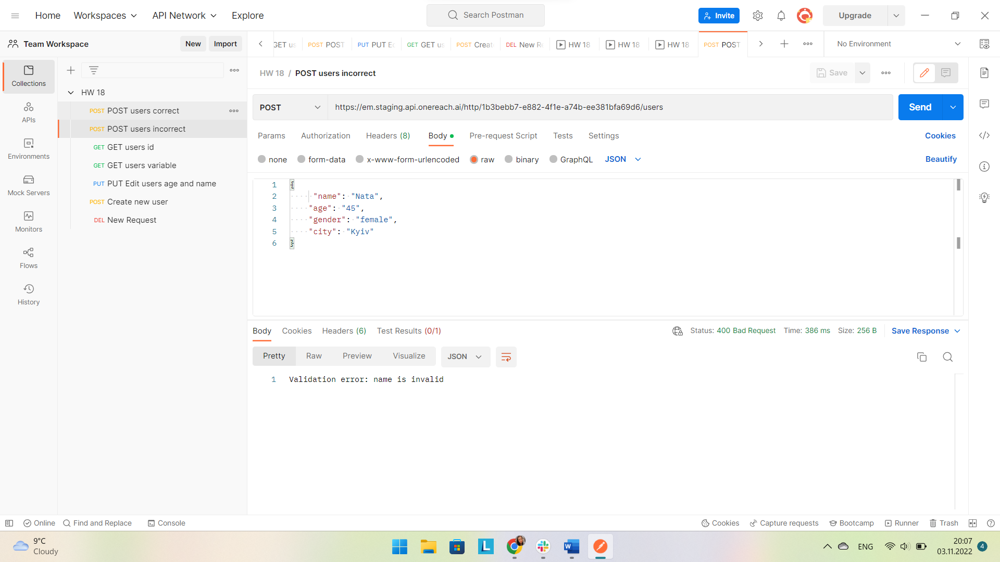 Home
Workspaces
API Network
Explore
Search Postman
Invite
Upgrade
Team Workspace
New
Import
GET us
POST POST
PUT PUT Ec
GET GET us
POST Creat
DEL New Re
HW 18
HW 18
HW 18
POST POST
No Environment
Collections
APIs
Environments
Mock Servers
Monitors
Flows
History
HW 18
POST POST users correct
POST POST users incorrect
GET GET users id
GET GET users variable
PUT PUT Edit users age and name
POST Create new user
DEL New Request
HW 18 / POST users incorrect
Save
POST
https://em.staging.api.onereach.ai/http/1b3bebb7-e882-4f1e-a74b-ee381bfa69d6/users
Send
Params
Authorization
Headers (8)
Body
Pre-request Script
Tests
Settings
Cookies
none
form-data
x-www-form-urlencoded
raw
binary
GraphQL
JSON
Beautify
1 {
2 "name": "Nata",
3 "age": "45",
4 "gender": "female",
5 "city": "Kyiv"
6 }
Body
Cookies
Headers (6)
Test Results (0/1)
Status: 400 Bad Request
Time: 386 ms
Size: 256 B
Save Response
Pretty
Raw
Preview
Visualize
JSON
1 Validation error: name is invalid
Online
Find and Replace
Console
Cookies
Capture requests
Bootcamp
Runner
Trash
9°C
Cloudy
L
W
ENG
20:07
03.11.2022
4